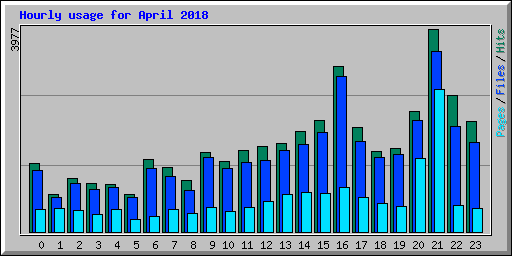 Hourly usage for April 2018
3977
Pages / Files / Hits
0 1 2 3 4 5 6 7 8 9 10 11 12 13 14 15 16 17 18 19 20 21 22 23